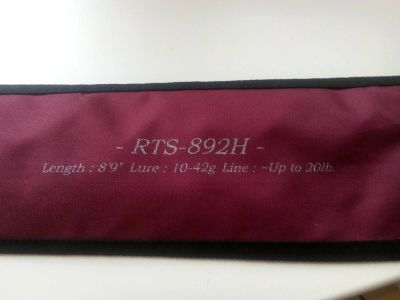 - RTS-892H -
Length : 8'9" Lure : 10-42g Line : ~Up to 20lb.